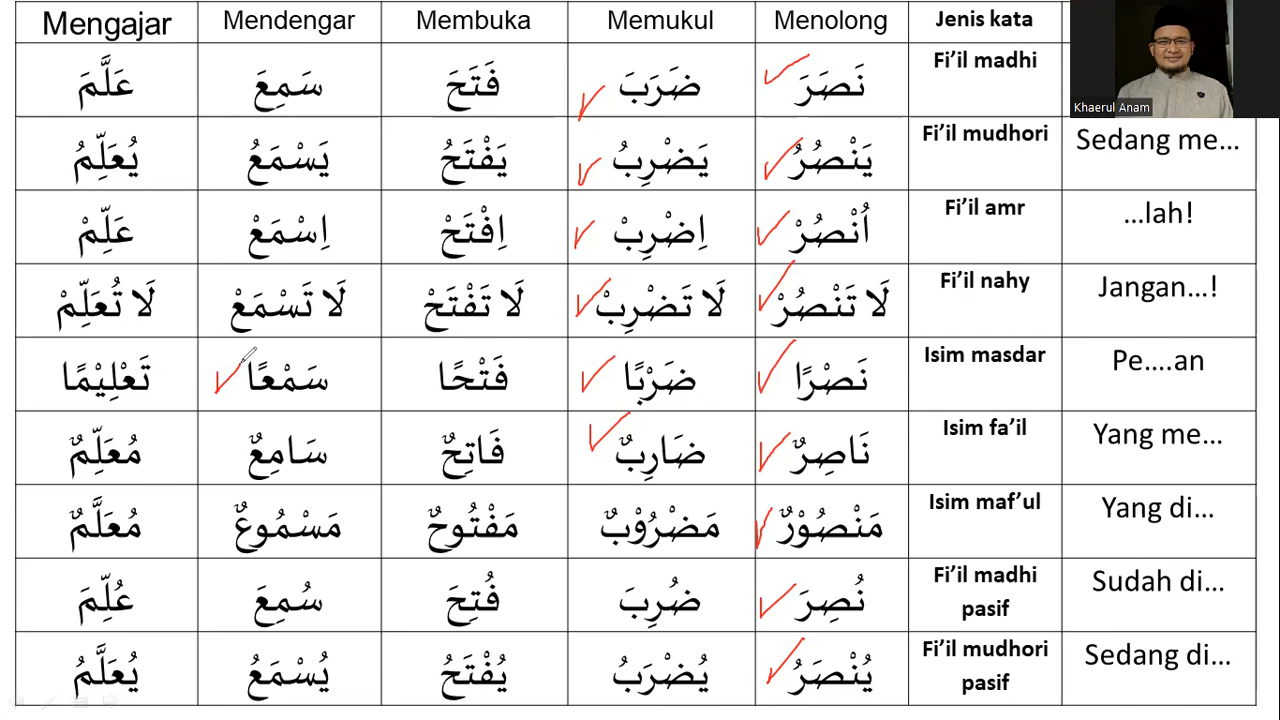 Mengajar Mendengar Membuka Memukul Menolong Jenis kata
عَلَّمَ سَمِعَ فَتَحَ ضَرَبَ نَصَرَ Fi’il madhi
Khaerul Anam
يُعَلِّمُ يَسْمَعُ يَفْتَحُ يَضْرِبُ يَنْصُرُ Fi’il mudhori Sedang me...
عَلِّمْ اِسْمَعْ اِفْتَحْ اِضْرِبْ اُنْصُرْ Fi’il amr ...lah!
لَا تُعَلِّمْ لَا تَسْمَعْ لَا تَفْتَحْ لَا تَضْرِبْ لَا تَنْصُرْ Fi’il nahy Jangan...!
تَعْلِيْمًا سَمْعًا فَتْحًا ضَرْبًا نَصْرًا Isim masdar Pe....an
مُعَلِّمٌ سَامِعٌ فَاتِحٌ ضَارِبٌ نَاصِرٌ Isim fa’il Yang me...
مُعَلَّمٌ مَسْمُوعٌ مَفْتُوحٌ مَضْرُوْبٌ مَنْصُوْرٌ Isim maf’ul Yang di...
عُلِّمَ سُمِعَ فُتِحَ ضُرِبَ نُصِرَ Fi’il madhi pasif Sudah di...
يُعَلَّمُ يُسْمَعُ يُفْتَحُ يُضْرَبُ يُنْصَرُ Fi’il mudhori pasif Sedang di...